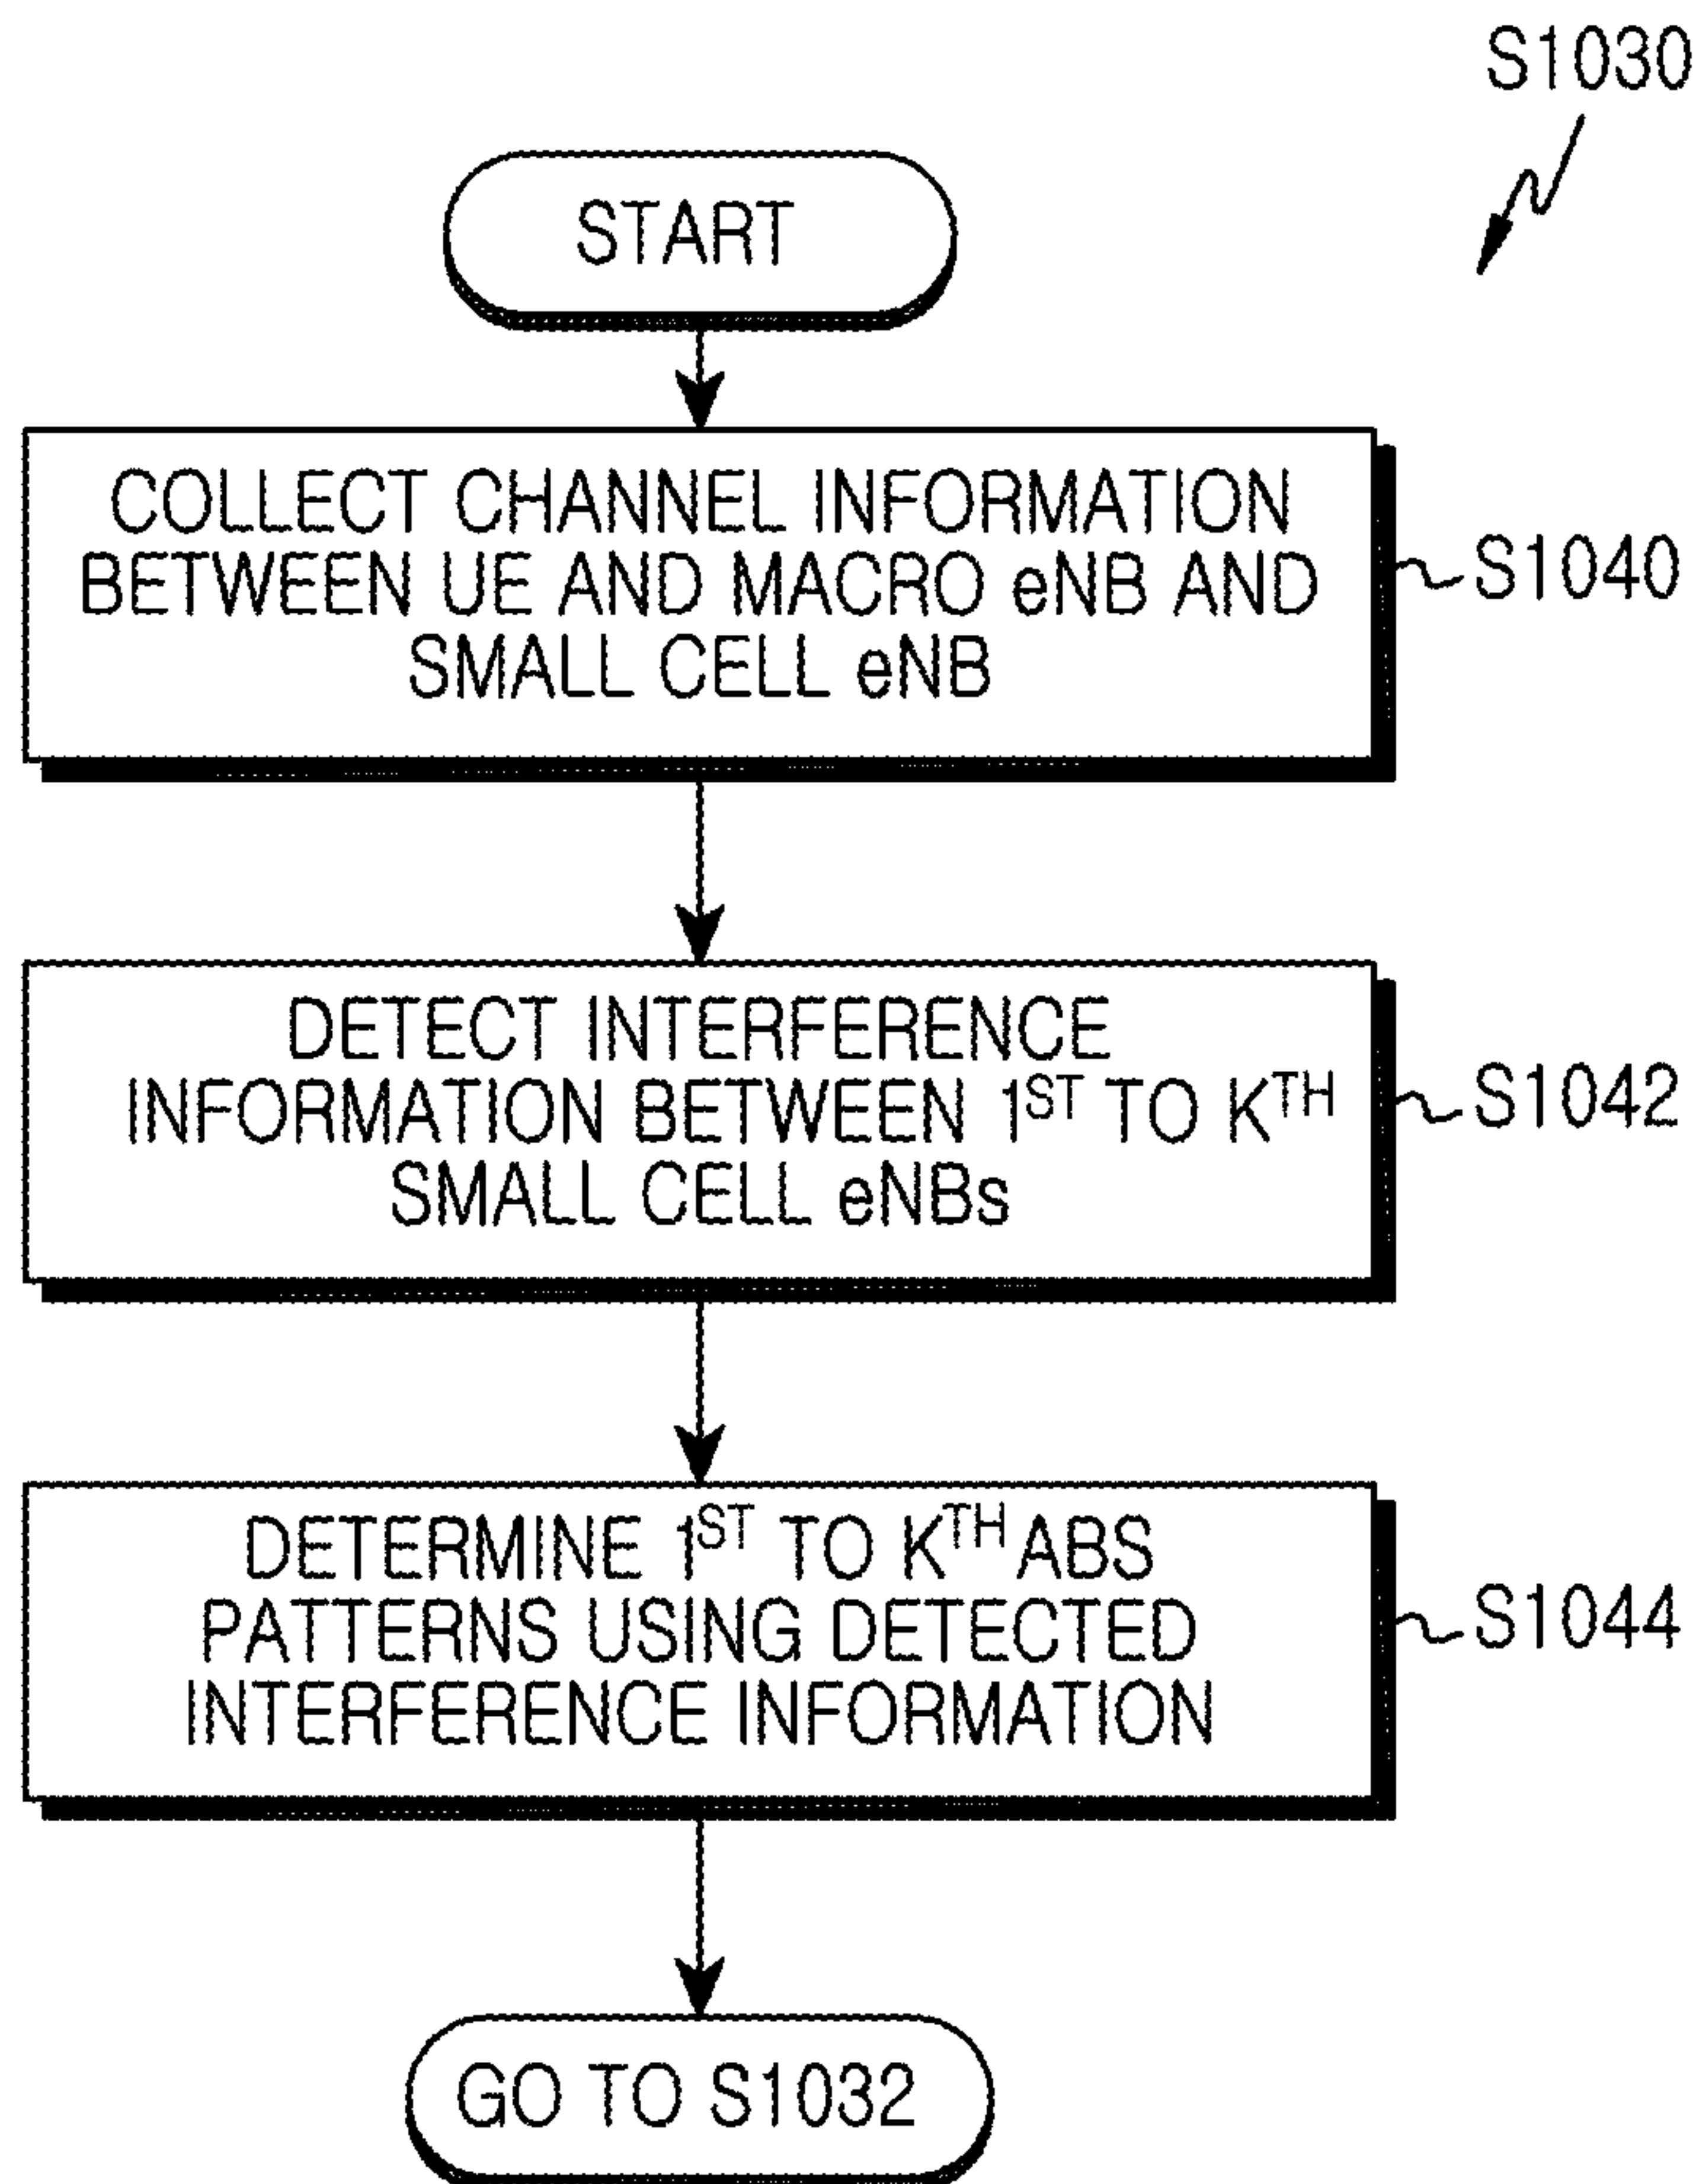 S1030
START
COLLECT CHANNEL INFORMATION
BETWEEN UE AND MACRO eNB AND
SMALL CELL eNB
S1040
DETECT INTERFERENCE
INFORMATION BETWEEN 1ST TO KTH
SMALL CELL eNBs
S1042
DETERMINE 1ST TO KTH ABS
PATTERNS USING DETECTED
INTERFERENCE INFORMATION
S1044
GO TO S1032